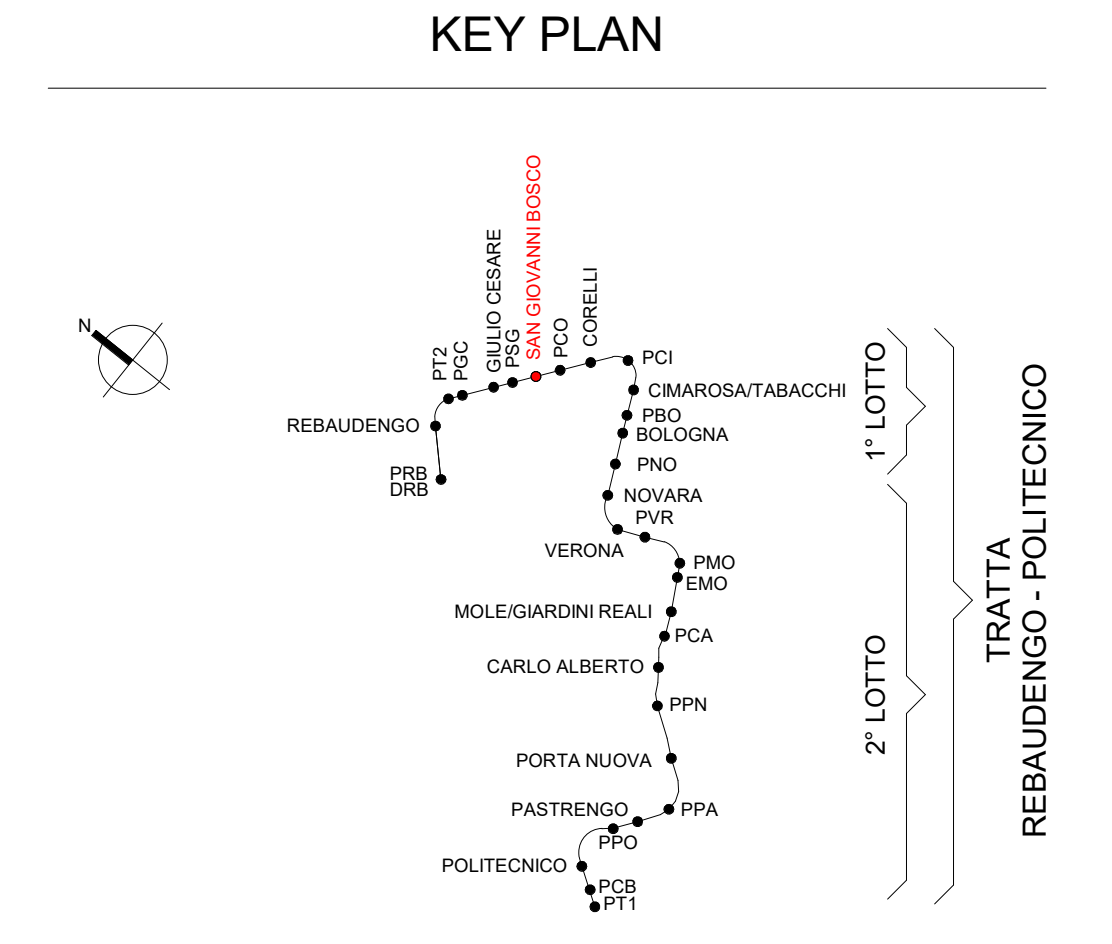 KEY PLAN
N
REBAUDENGO
PRB
DRB
PT2
PGC
GIULIO CESARE
PSG
SAN GIOVANNI BOSCO
PCO
CORELLI
PCI
CIMAROSA/TABACCHI
PBO
BOLOGNA
PNO
NOVARA
PVR
VERONA
PMO
EMO
MOLE/GIARDINI REALI
PCA
CARLO ALBERTO
PPN
PORTA NUOVA
PASTRENGO
PPA
PPO
POLITECNICO
PCB
PT1
1° LOTTO
2° LOTTO
TRATTA
REBAUDENGO - POLITECNICO